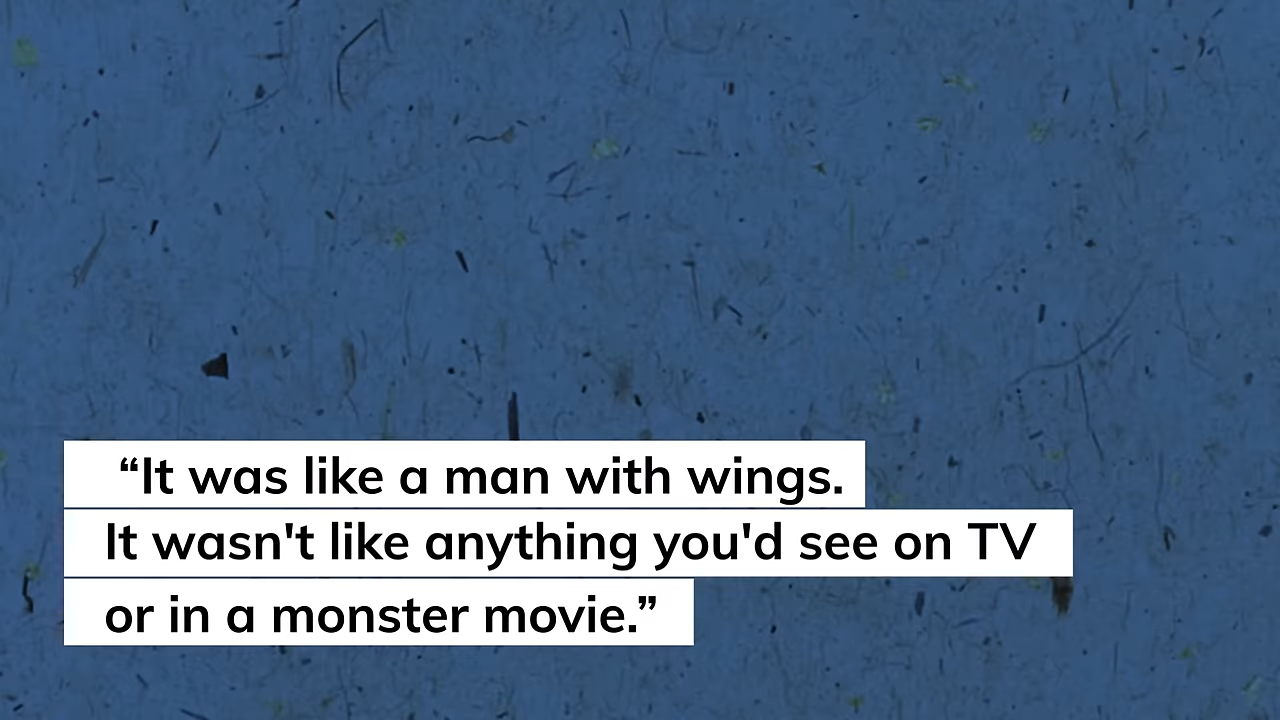 “It was like a man with wings.
It wasn't like anything you'd see on TV
or in a monster movie.”